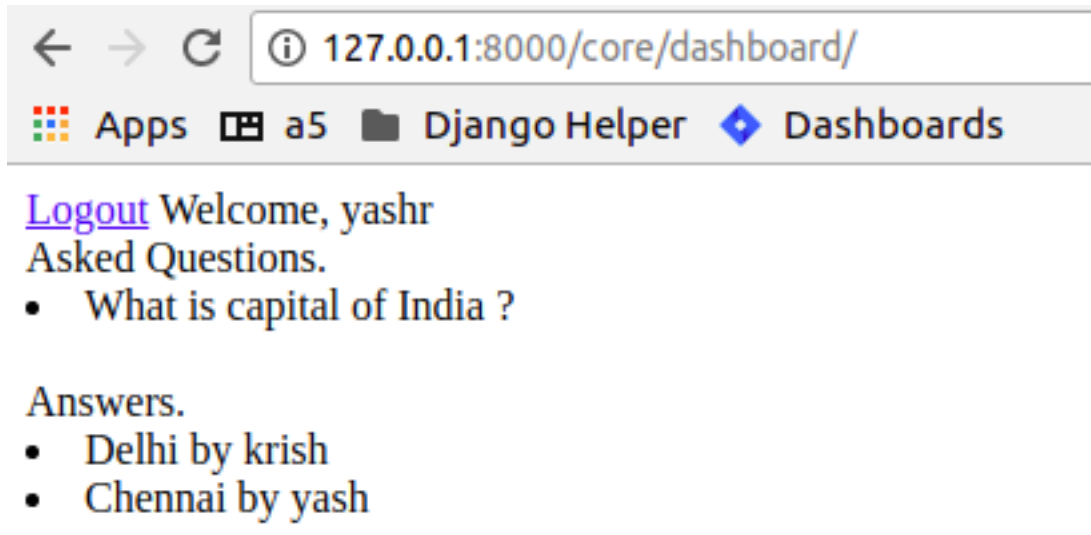 127.0.0.1:8000/core/dashboard/
Apps a5 Django Helper Dashboards
Logout Welcome, yashr
Asked Questions.
• What is capital of India ?
Answers.
• Delhi by krish
• Chennai by yash